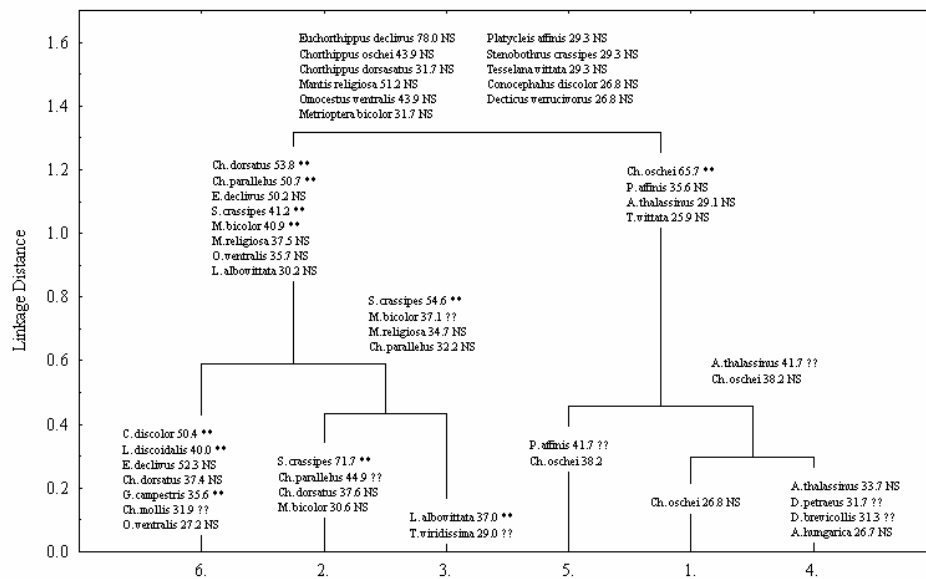 1.6
1.4
1.2
1.0
0.8
0.6
0.4
0.2
0.0
Linkage Distance
Euchorthippus declivus 78.0 NS
Chorthippus oschei 43.9 NS
Chorthippus dorsasatus 31.7 NS
Mantis religiosa 51.2 NS
Omocestus ventralis 43.9 NS
Metrioptera bicolor 31.7 NS
Platycleis affinis 29.3 NS
Stenobothrus crassipes 29.3 NS
Tesselana vittata 29.3 NS
Conocephalus discolor 26.8 NS
Decticus verrucivorus 26.8 NS
Ch.dorsatus 53.8 **
Ch.parallelus 50.7 **
E.declivus 50.2 NS
S.crassipes 41.2 **
M.bicolor 40.9 **
M.religiosa 37.5 NS
O.ventralis 35.7 NS
L.albovittata 30.2 NS
Ch.oschei 65.7 **
P.affinis 35.6 NS
A.thalassinus 29.1 NS
T.vittata 25.9 NS
S.crassipes 54.6 **
M.bicolor 37.1 ??
M.religiosa 34.7 NS
Ch.parallelus 32.2 NS
A.thalassinus 41.7 ??
Ch.oschei 38.2 NS
C.discolor 50.4 **
L.discoidalis 40.0 **
E.declivus 52.3 NS
Ch.dorsatus 37.4 NS
G.campestris 35.6 **
Ch.mollis 31.9 ??
O.ventralis 27.2 NS
S.crassipes 71.7 **
Ch.parallelus 44.9 ??
Ch.dorsatus 37.6 NS
M.bicolor 30.6 NS
L.albovittata 37.0 **
T.viridissima 29.0 ??
P.affinis 41.7 ??
Ch.oschei 38.2
Ch.oschei 26.8 NS
A.thalassinus 33.7 NS
D.petraeus 31.7 ??
D.brevicollis 31.3 ??
A.hungarica 26.7 NS
6. 2. 3. 5. 1. 4.